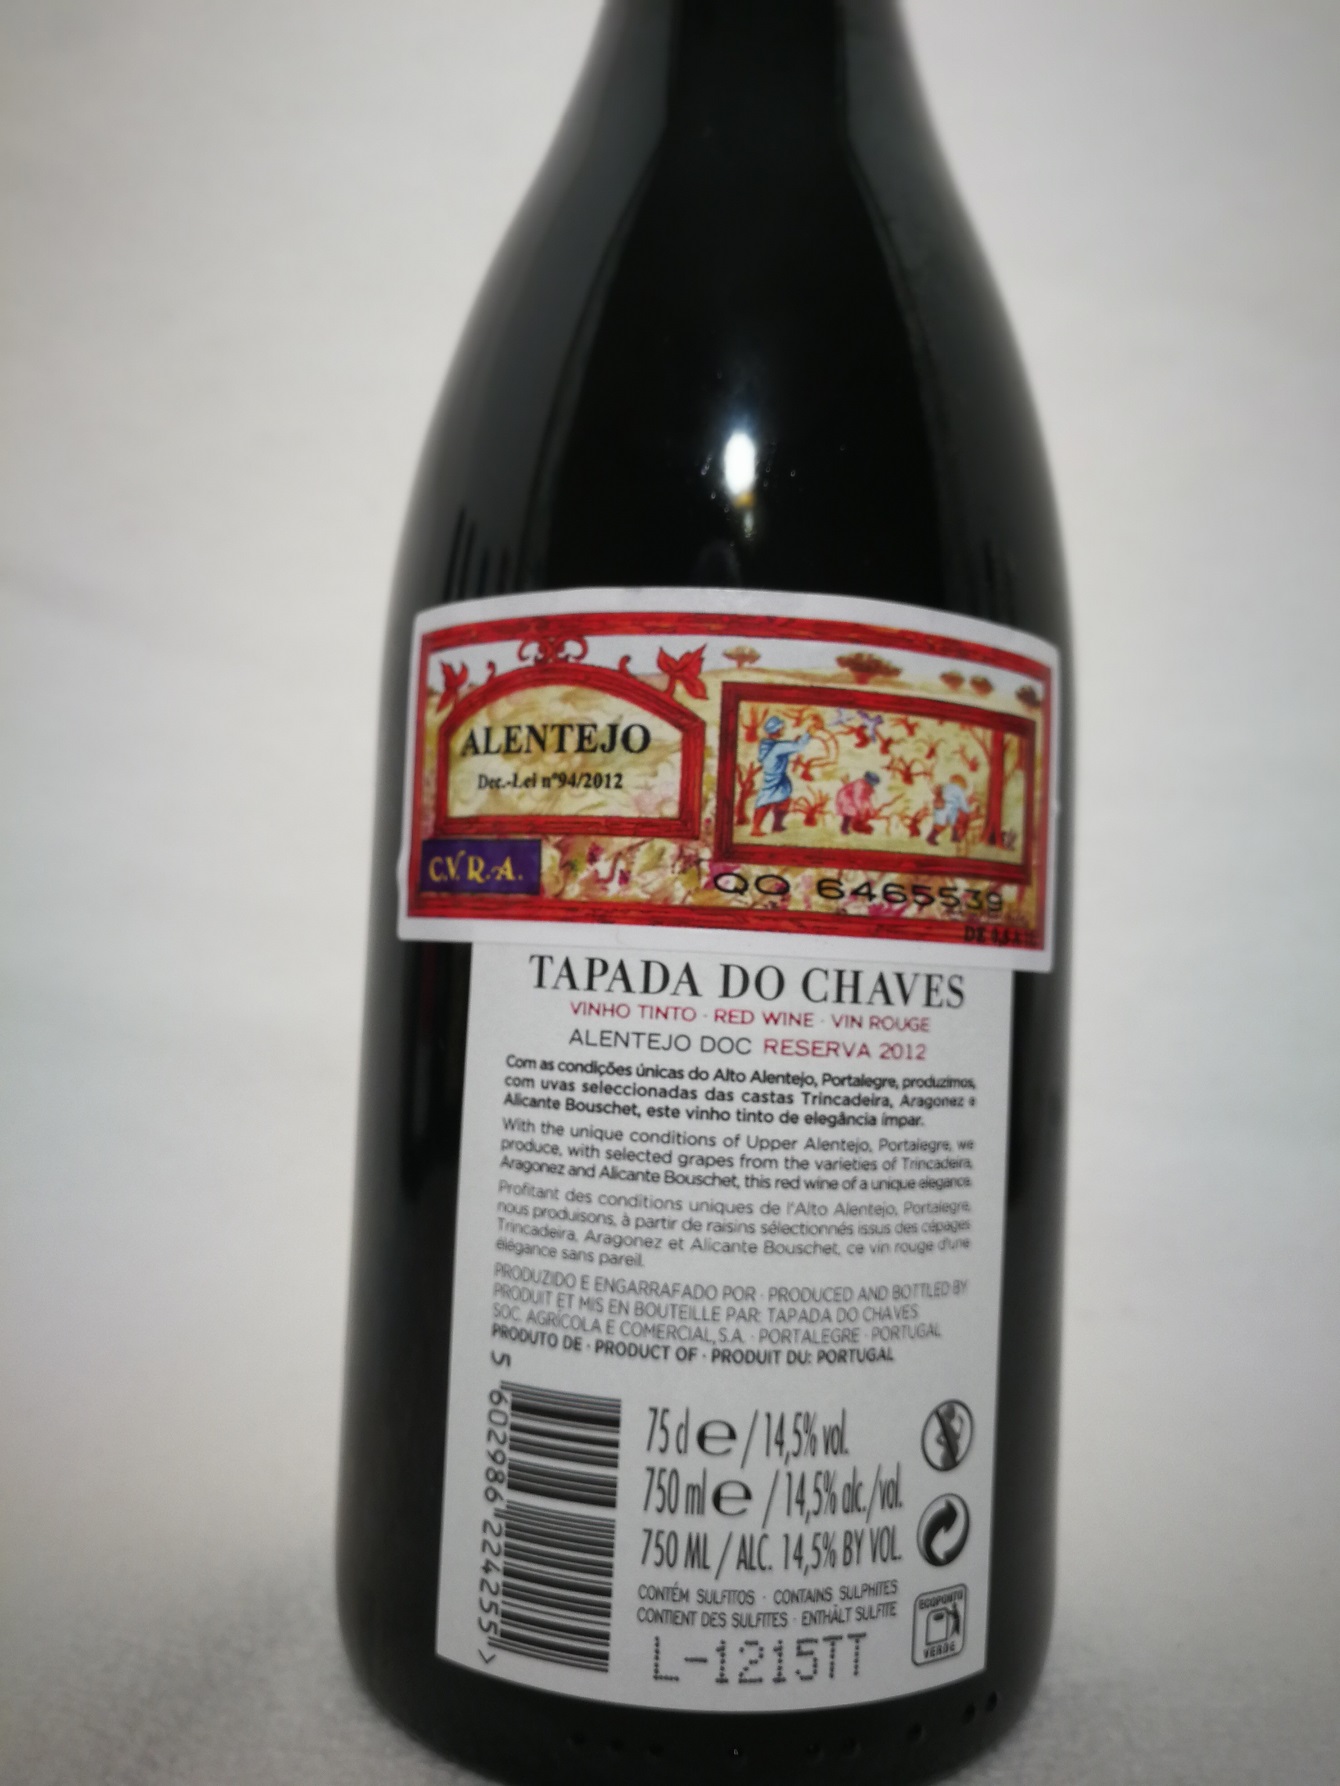 ALENTEJO
Dec.-Lei nº94/2012
C.V.R.A.
QO 6465539
TAPADA DO CHAVES
VINHO TINTO · RED WINE · VIN ROUGE
ALENTEJO DOC RESERVA 2012
Com as condições únicas do Alto Alentejo, Portalegre, produzimos,
com uvas seleccionadas das castas Trincadeira, Aragonez e
Alicante Bouschet, este vinho tinto de elegância ímpar.
With the unique conditions of Upper Alentejo, Portalegre, we
produce, with selected grapes from the varieties of Trincadeira,
Aragonez and Alicante Bouschet, this red wine of a unique elegance.
Profitant des conditions uniques de l'Alto Alentejo, Portalegre,
nous produisons, à partir de raisins sélectionnés issus des cépages
Trincadeira, Aragonez et Alicante Bouschet, ce vin rouge d'une
élégance sans pareil.
PRODUZIDO E ENGARRAFADO POR · PRODUCED AND BOTTLED BY
PRODUIT ET MIS EN BOUTEILLE PAR: TAPADA DO CHAVES
SOC. AGRÍCOLA E COMERCIAL, S.A. · PORTALEGRE · PORTUGAL
PRODUTO DE · PRODUCT OF · PRODUIT DU: PORTUGAL
5 602986 224255 >
75 cl e / 14,5% vol.
750 ml e / 14,5% alc./vol.
750 ML / ALC. 14,5% BY VOL.
CONTÉM SULFITOS · CONTAINS SULPHITES
CONTIENT DES SULFITES · ENTHÄLT SULFITE
L-1215TT
ECOPONTO
VERDE